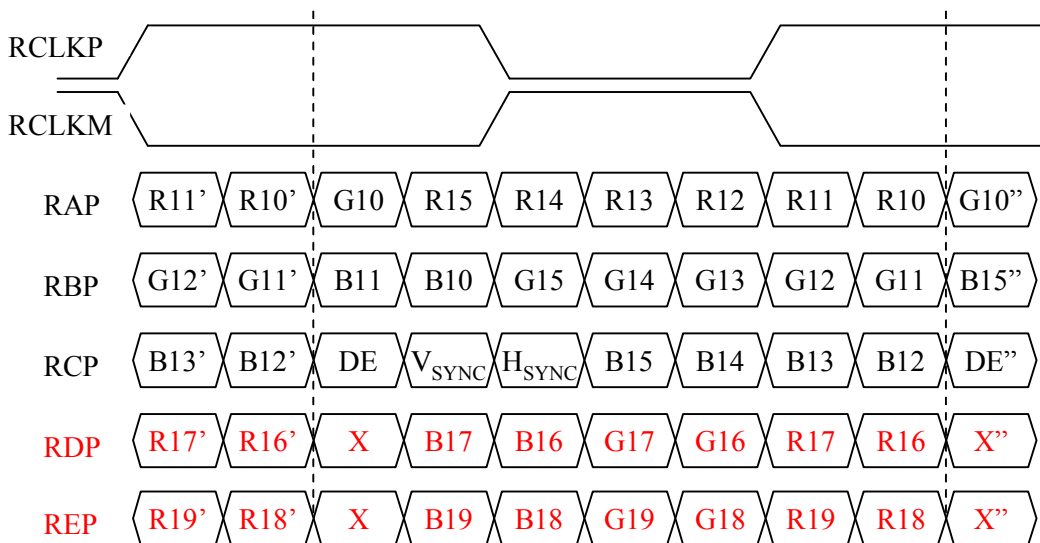 RCLKP
RCLKM
RAP R11’ R10’ G10 R15 R14 R13 R12 R11 R10 G10”
RBP G12’ G11’ B11 B10 G15 G14 G13 G12 G11 B15”
RCP B13’ B12’ DE VSYNC HSYNC B15 B14 B13 B12 DE”
RDP R17’ R16’ X B17 B16 G17 G16 R17 R16 X”
REP R19’ R18’ X B19 B18 G19 G18 R19 R18 X”